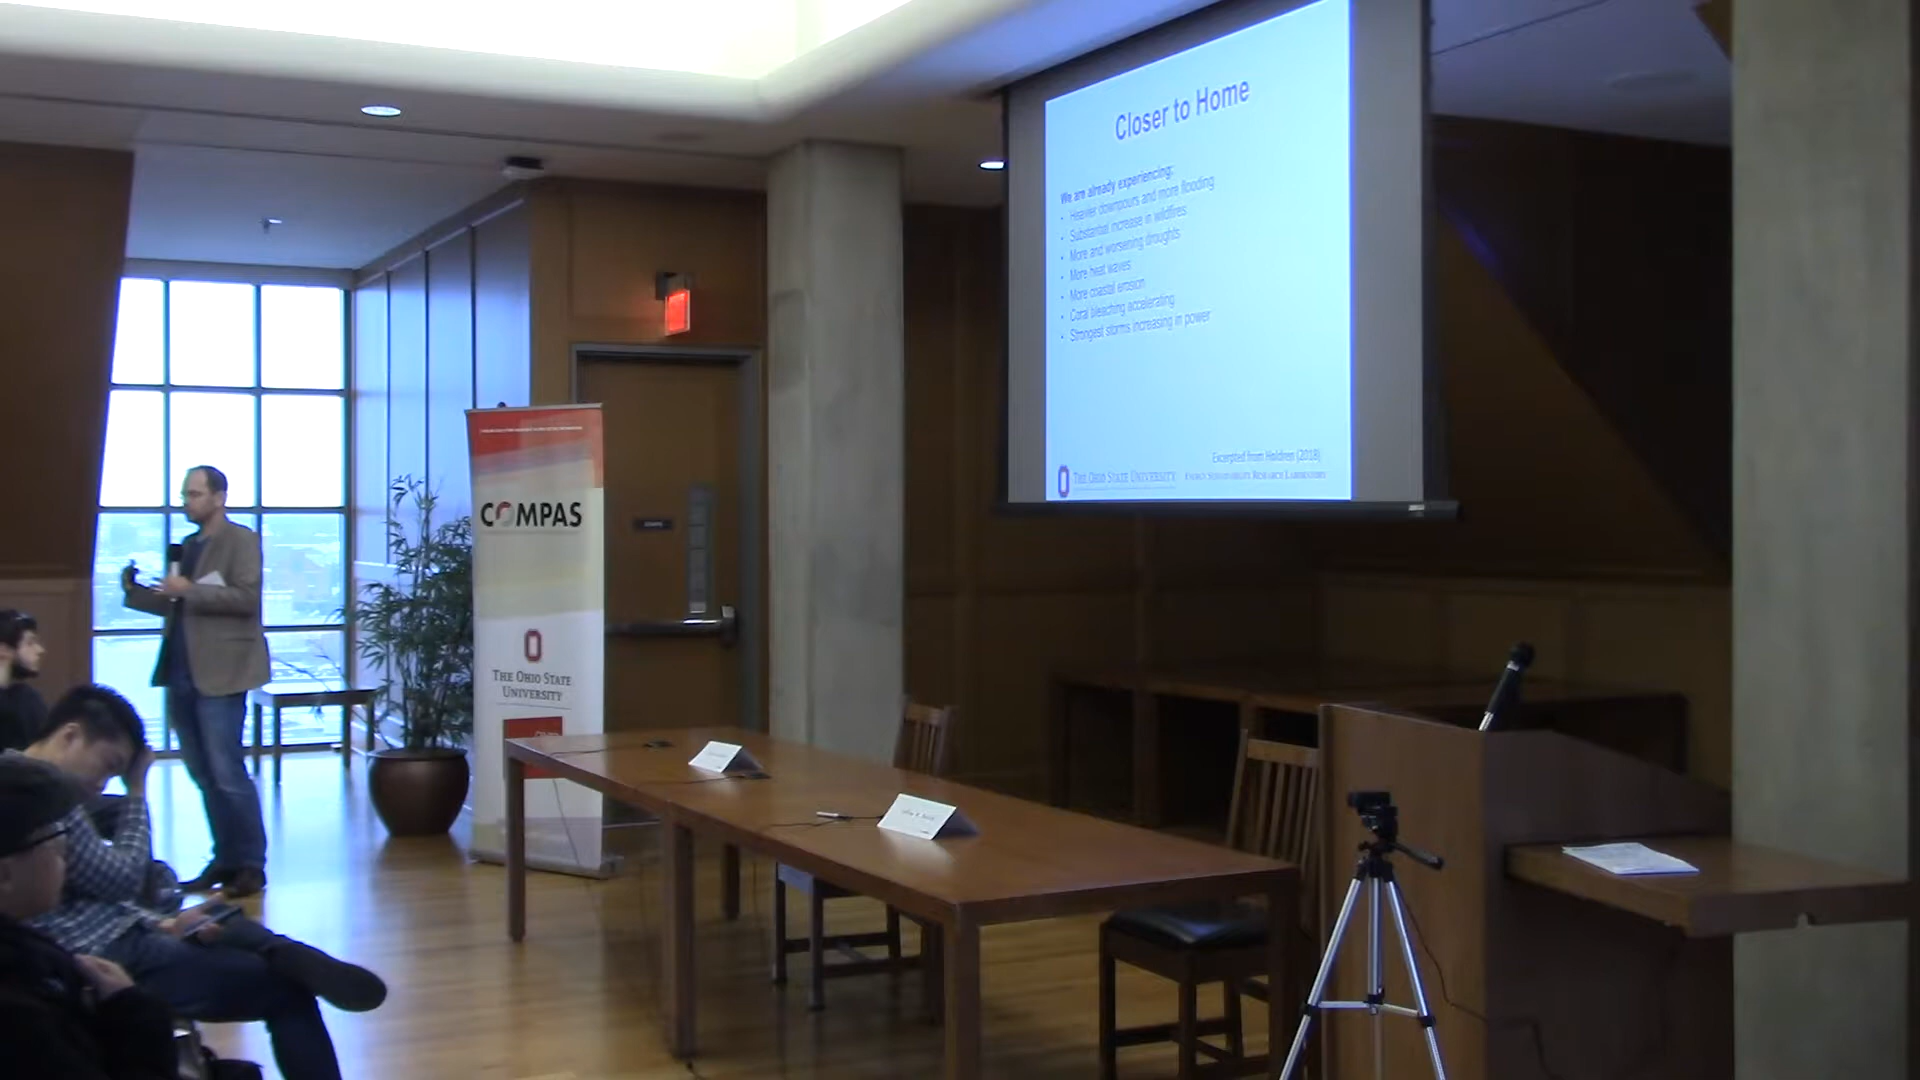 Closer to Home
We are already experiencing:
• Heavier downpours and more flooding
• Substantial increase in wildfires
• More and worsening droughts
• More heat waves
• More coastal erosion
• Coral bleaching accelerating
• Strongest storms increasing in power
Excerpted from Holdren (2018)
THE OHIO STATE UNIVERSITY
ENERGY SUSTAINABILITY RESEARCH LABORATORY
COMPAS
THE OHIO STATE
UNIVERSITY